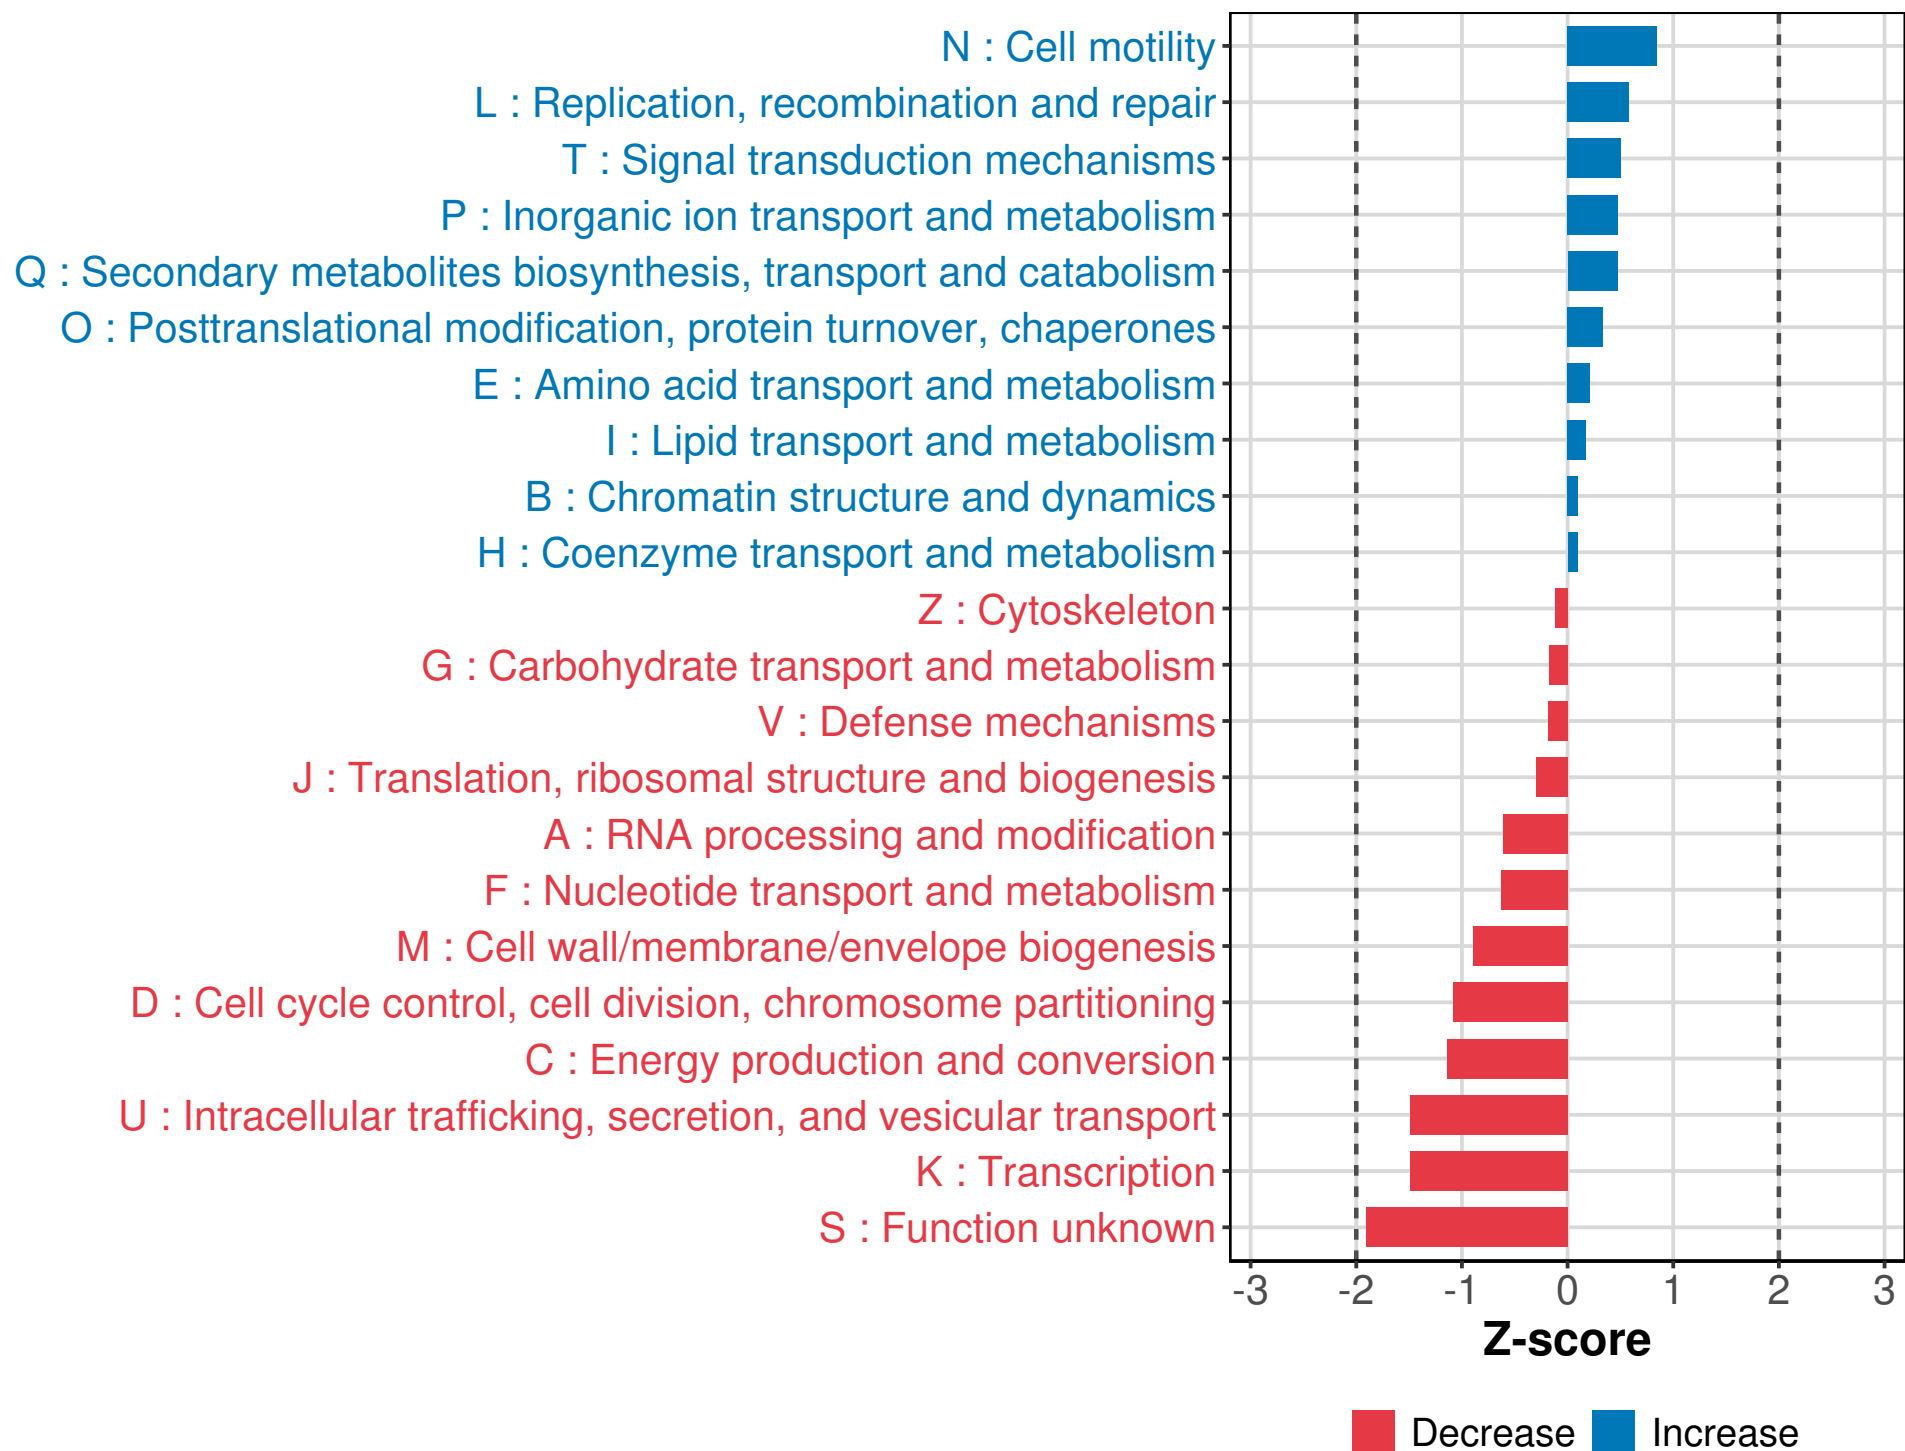 N : Cell motility
L : Replication, recombination and repair
T : Signal transduction mechanisms
P : Inorganic ion transport and metabolism
Q : Secondary metabolites biosynthesis, transport and catabolism
O : Posttranslational modification, protein turnover, chaperones
E : Amino acid transport and metabolism
I : Lipid transport and metabolism
B : Chromatin structure and dynamics
H : Coenzyme transport and metabolism
Z : Cytoskeleton
G : Carbohydrate transport and metabolism
V : Defense mechanisms
J : Translation, ribosomal structure and biogenesis
A : RNA processing and modification
F : Nucleotide transport and metabolism
M : Cell wall/membrane/envelope biogenesis
D : Cell cycle control, cell division, chromosome partitioning
C : Energy production and conversion
U : Intracellular trafficking, secretion, and vesicular transport
K : Transcription
S : Function unknown
-3 -2 -1 0 1 2 3
Z-score
Decrease Increase